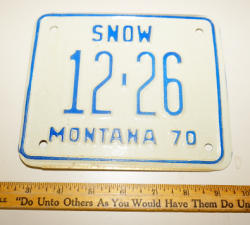 SNOW
12-26
MONTANA 70
"Do Unto Others As You Would Have Them Do Un